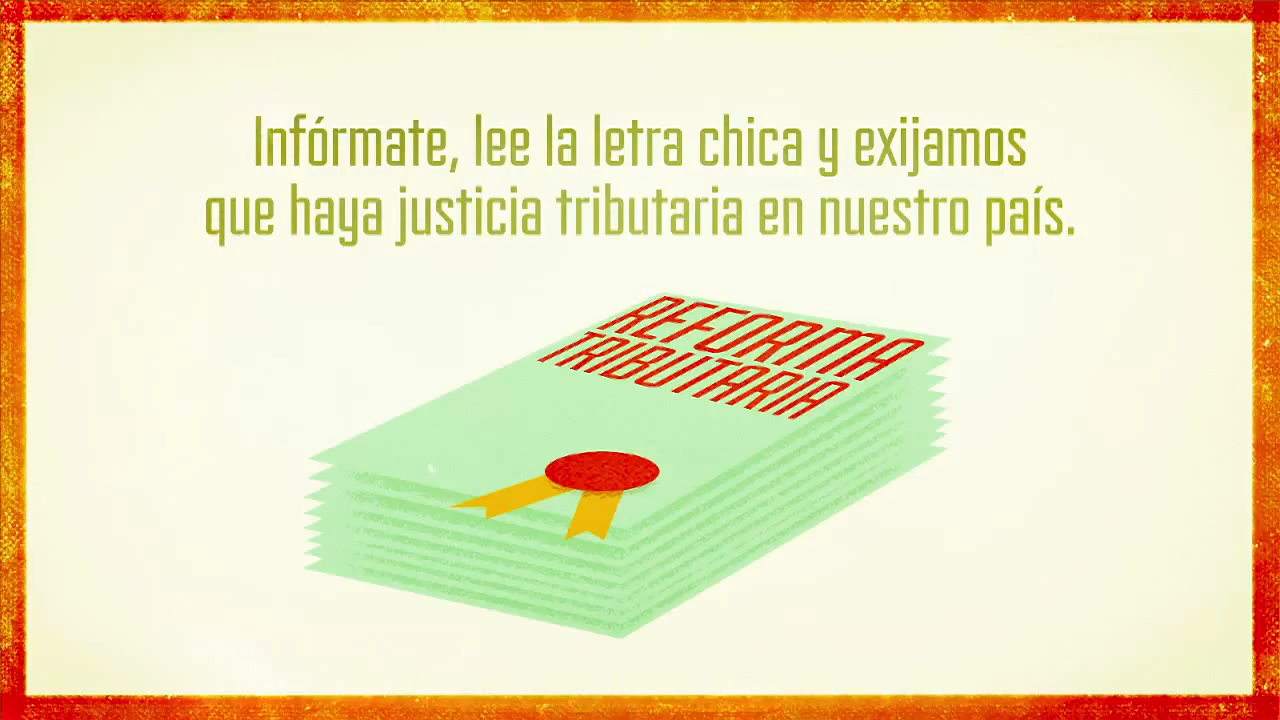 Infórmate, lee la letra chica y exijamos
que haya justicia tributaria en nuestro país.
REFORMA
TRIBUTARIA